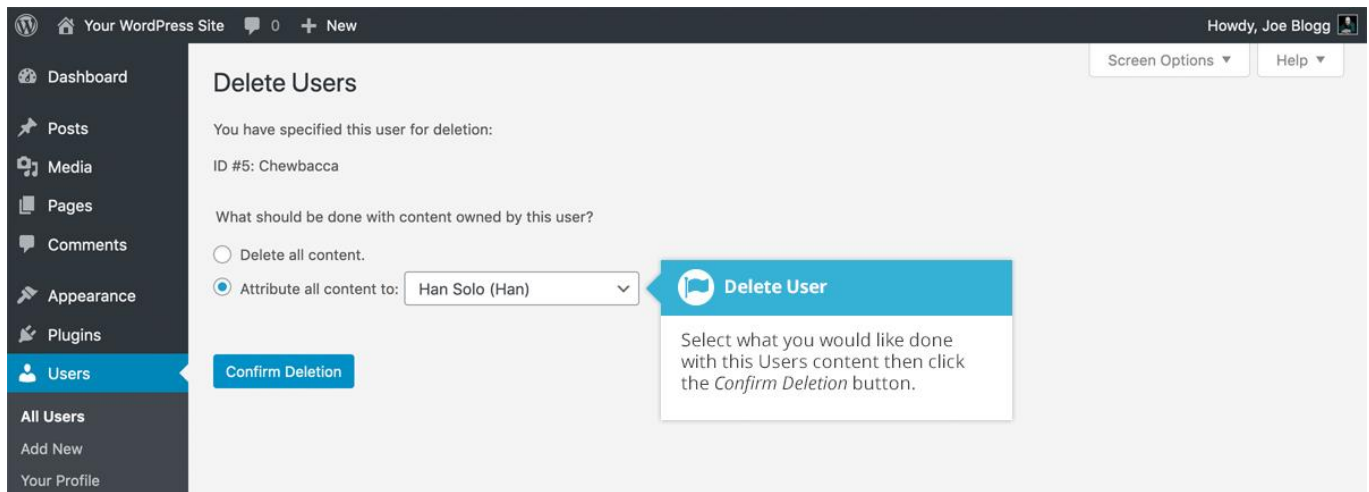 Your WordPress Site 0 + New Howdy, Joe Blogg
Screen Options ▼ Help ▼
Dashboard
Posts
Media
Pages
Comments
Appearance
Plugins
Users
All Users
Add New
Your Profile
Delete Users
You have specified this user for deletion:
ID #5: Chewbacca
What should be done with content owned by this user?
Delete all content.
Attribute all content to: Han Solo (Han)
Confirm Deletion
Delete User
Select what you would like done
with this Users content then click
the Confirm Deletion button.